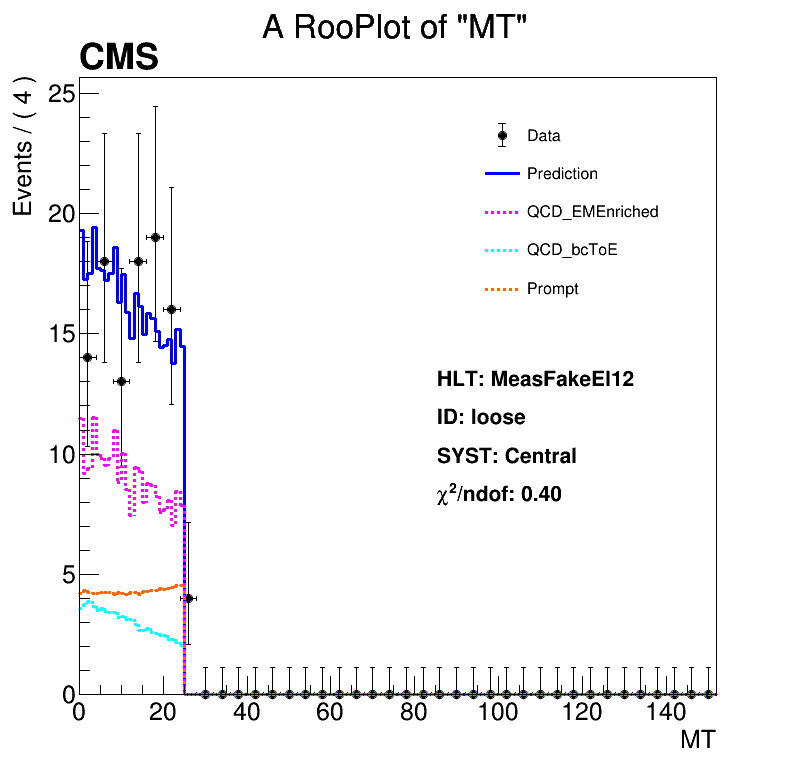 A RooPlot of "MT"
CMS
Events / ( 4 )
25
20
15
10
5
0
Data
Prediction
QCD_EMEnriched
QCD_bcToE
Prompt
HLT: MeasFakeEl12
ID: loose
SYST: Central
χ²/ndof: 0.40
0 20 40 60 80 100 120 140
MT